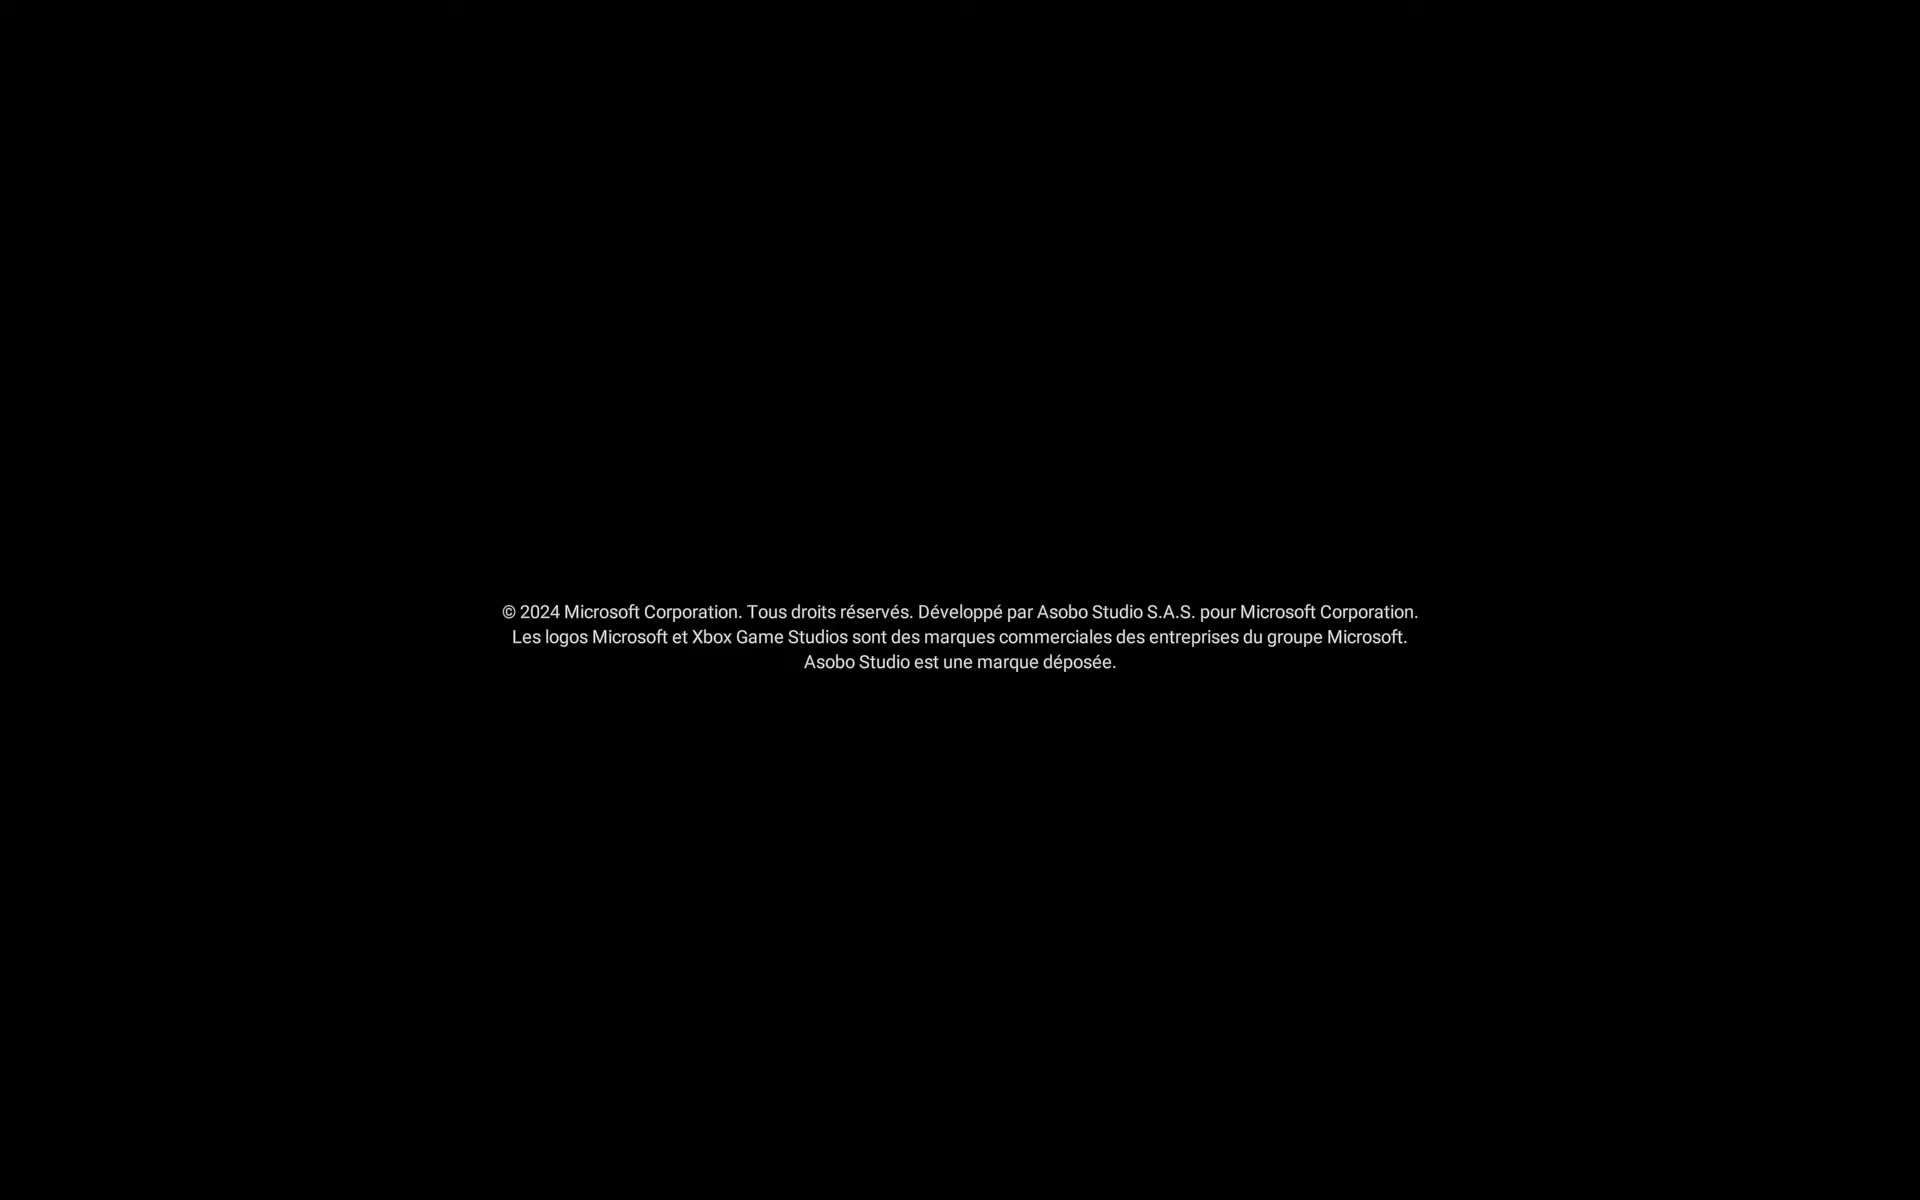 © 2024 Microsoft Corporation. Tous droits réservés. Développé par Asobo Studio S.A.S. pour Microsoft Corporation.
Les logos Microsoft et Xbox Game Studios sont des marques commerciales des entreprises du groupe Microsoft.
Asobo Studio est une marque déposée.